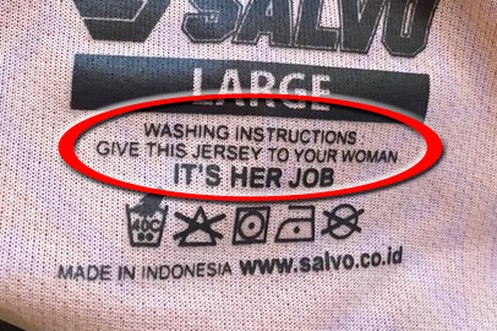 SALVO
LARGE
WASHING INSTRUCTIONS
GIVE THIS JERSEY TO YOUR WOMAN
IT'S HER JOB
40C
MADE IN INDONESIA www.salvo.co.id